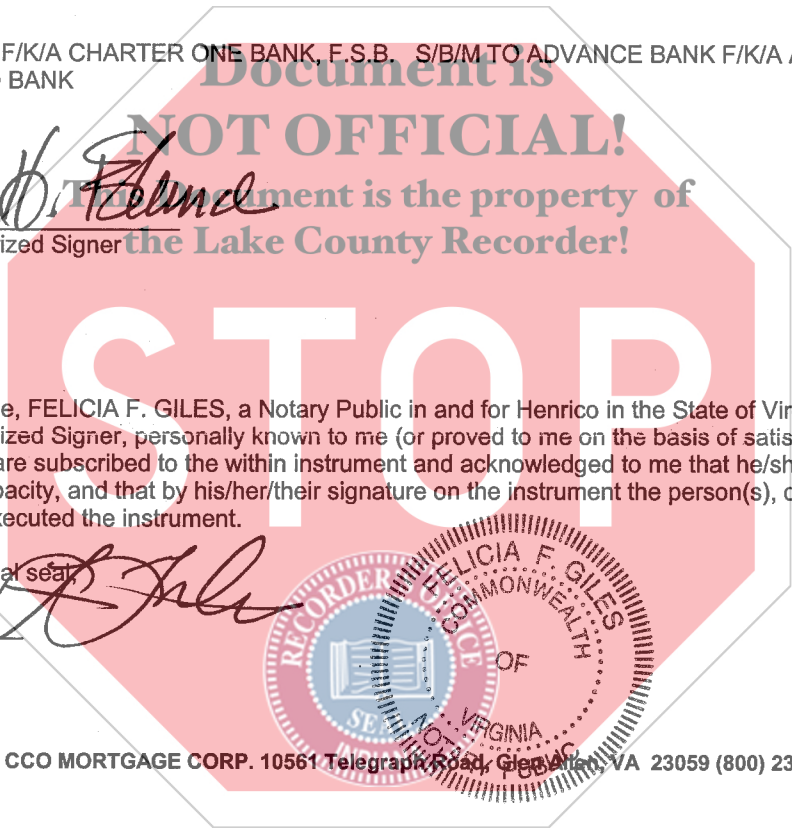 F/K/A CHARTER ONE BANK, F.S.B. S/B/M TO ADVANCE BANK F/K/A
BANK
Document is
NOT OFFICIAL!
This Document is the property of
the Lake County Recorder!
ized Signer
STOP
e, FELICIA F. GILES, a Notary Public in and for Henrico in the State of Vir
ized Signer, personally known to me (or proved to me on the basis of satis
are subscribed to the within instrument and acknowledged to me that he/sh
pacity, and that by his/her/their signature on the instrument the person(s), o
xecuted the instrument.
al seal,
RECORDER'S OFFICE
SEAL
INDIANA
FELICIA F. GILES
COMMONWEALTH
OF
VIRGINIA
NOTARY PUBLIC
CCO MORTGAGE CORP. 10561 Telegraph Road, Glen Allen, VA 23059 (800) 23